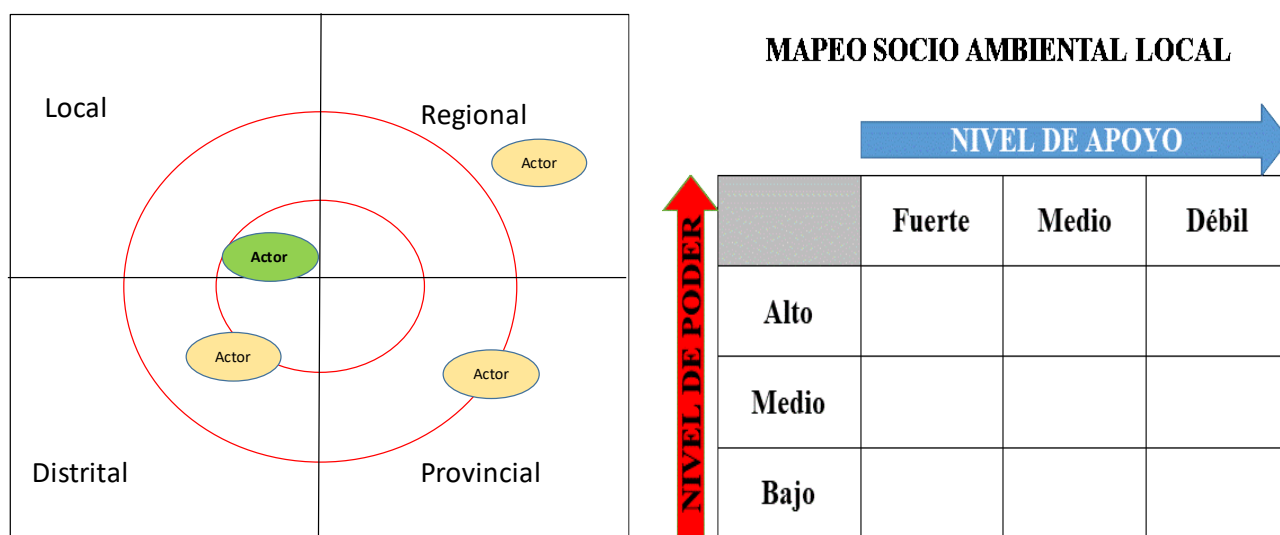 Local
Regional
Actor
Actor
Actor
Actor
Distrital
Provincial
MAPEO SOCIO AMBIENTAL LOCAL
NIVEL DE APOYO
NIVEL DE PODER
Fuerte Medio Débil
Alto
Medio
Bajo